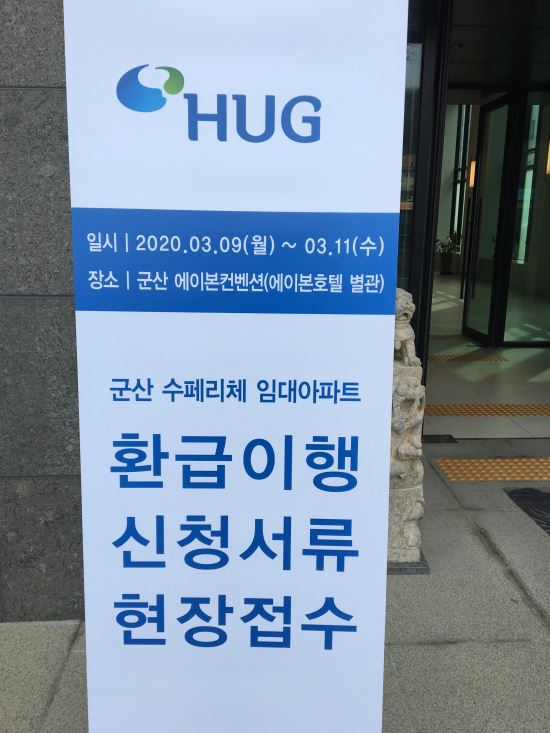 HUG
일시 | 2020.03.09(월) ~ 03.11(수)
장소 | 군산 에이본컨벤션(에이본호텔 별관)
군산 수페리체 임대아파트
환급이행
신청서류
현장접수